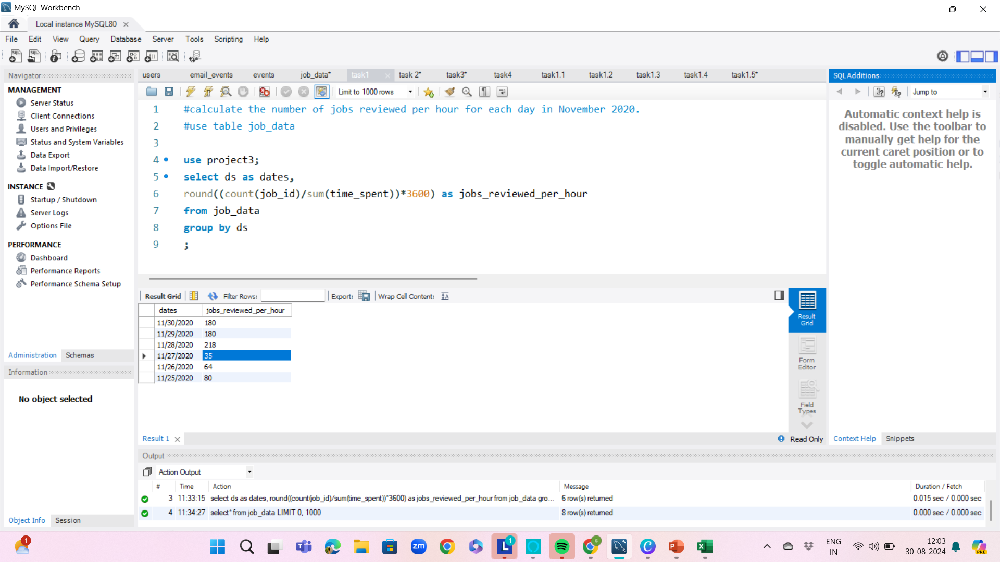 MySQL Workbench
Local instance MySQL80
File Edit View Query Database Server Tools Scripting Help
Navigator
MANAGEMENT
Server Status
Client Connections
Users and Privileges
Status and System Variables
Data Export
Data Import/Restore
INSTANCE
Startup / Shutdown
Server Logs
Options File
PERFORMANCE
Dashboard
Performance Reports
Performance Schema Setup
Administration Schemas
Information
No object selected
Object Info Session
users email_events events job_data* task1 task 2* task3* task4 task1.1 task1.2 task1.3 task1.4 task1.5*
Limit to 1000 rows
1 #calculate the number of jobs reviewed per hour for each day in November 2020.
2 #use table job_data
3
4 use project3;
5 select ds as dates,
6 round((count(job_id)/sum(time_spent))*3600) as jobs_reviewed_per_hour
7 from job_data
8 group by ds
9 ;
Result Grid Filter Rows: Export: Wrap Cell Content:
dates jobs_reviewed_per_hour
11/30/2020 180
11/29/2020 180
11/28/2020 218
11/27/2020 35
11/26/2020 64
11/25/2020 80
Result
Grid
Form
Editor
Field
Types
Result 1
Read Only
SQLAdditions
Jump to
Automatic context help is
disabled. Use the toolbar to
manually get help for the
current caret position or to
toggle automatic help.
Context Help Snippets
Output
Action Output
# Time Action Message Duration / Fetch
3 11:33:15 select ds as dates, round((count(job_id)/sum(time_spent))*3600) as jobs_reviewed_per_hour from job_data gro... 6 row(s) returned 0.015 sec / 0.000 sec
4 11:34:27 select * from job_data LIMIT 0, 1000 8 row(s) returned 0.000 sec / 0.000 sec
1
zm
L 1
S
PRE
ENG
IN
12:03
30-08-2024